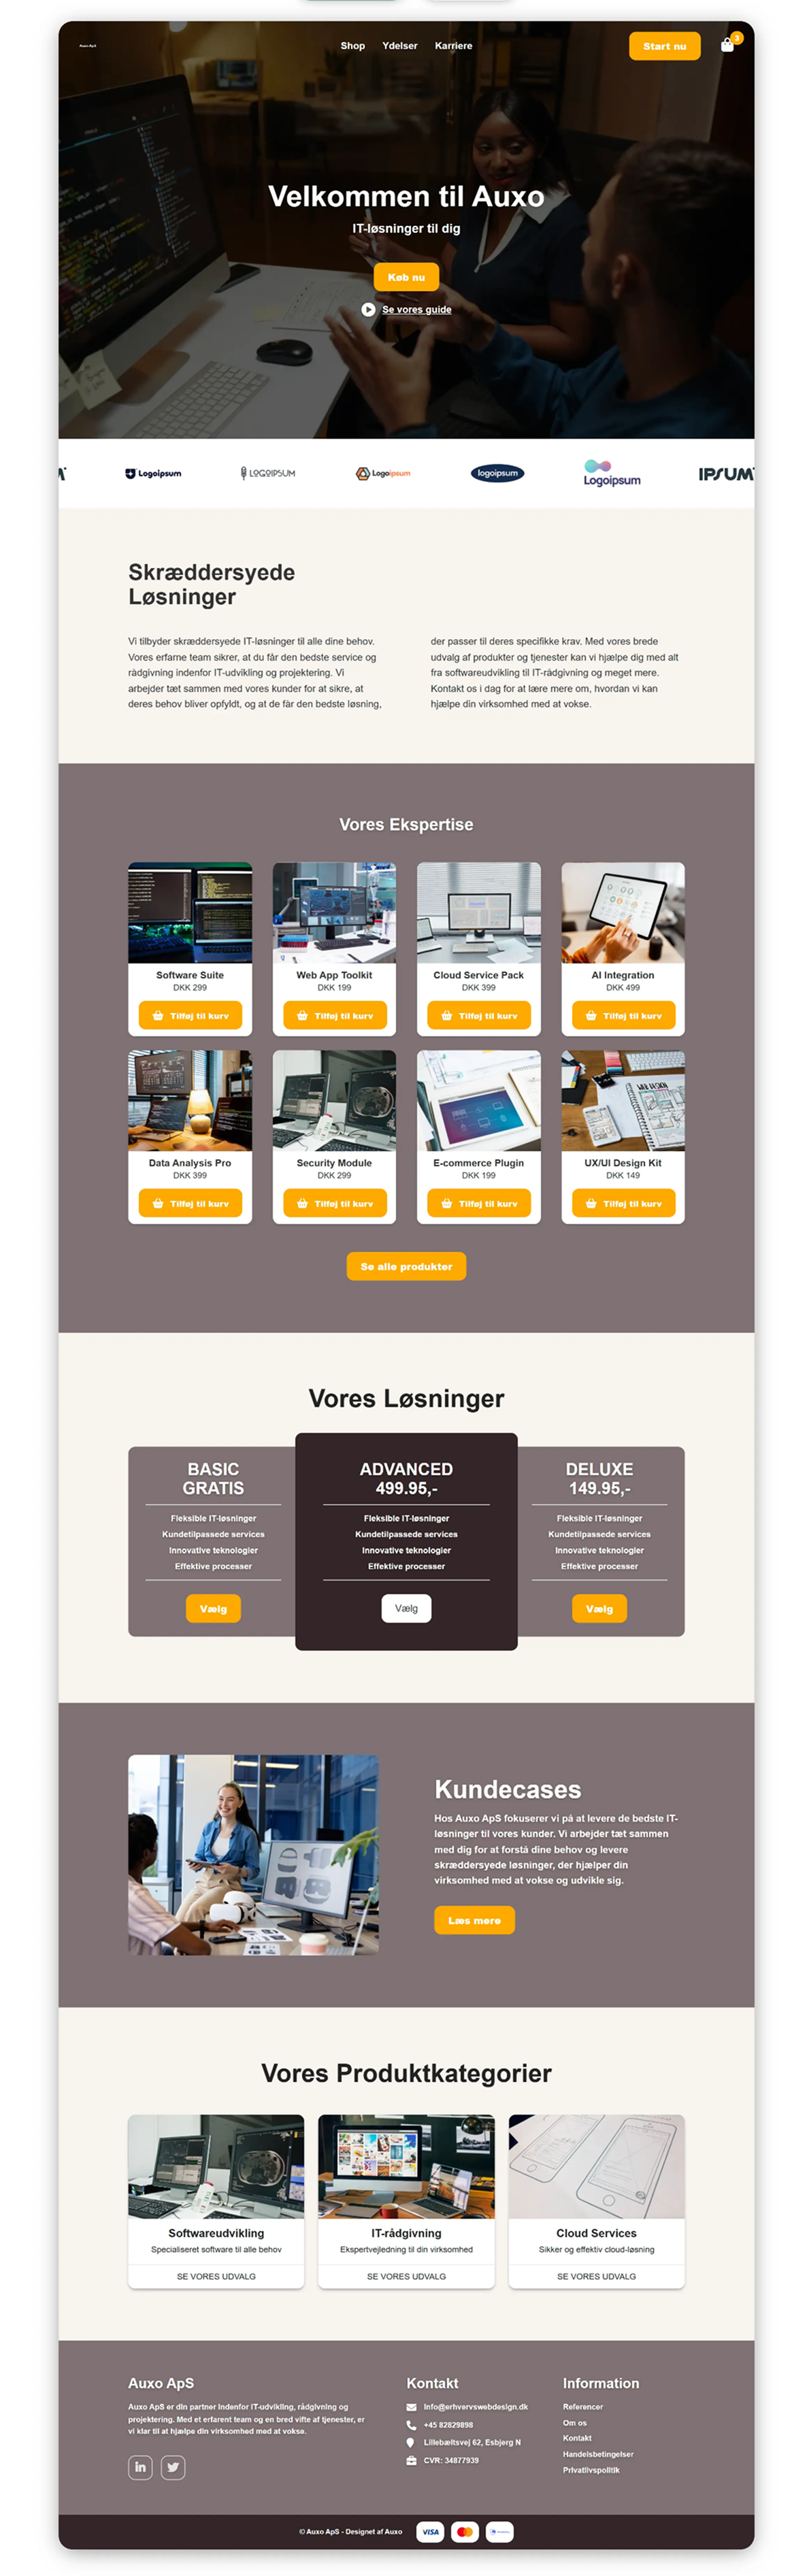 Auxo ApS
Shop Ydelser Karriere
Start nu
3
Velkommen til Auxo
IT-løsninger til dig
Køb nu
Se vores guide
Logoipsum
LOGOIPSUM
Logoipsum
logoipsum
Logoipsum
IPSUM
Skræddersyede
Løsninger
Vi tilbyder skræddersyede IT-løsninger til alle dine behov.
Vores erfarne team sikrer, at du får den bedste service og
rådgivning indenfor IT-udvikling og projektering. Vi
arbejder tæt sammen med vores kunder for at sikre, at
deres behov bliver opfyldt, og at de får den bedste løsning,
der passer til deres specifikke krav. Med vores brede
udvalg af produkter og tjenester kan vi hjælpe dig med alt
fra softwareudvikling til IT-rådgivning og meget mere.
Kontakt os i dag for at lære mere om, hvordan vi kan
hjælpe din virksomhed med at vokse.
Vores Ekspertise
Software Suite
DKK 299
Tilføj til kurv
Web App Toolkit
DKK 199
Tilføj til kurv
Cloud Service Pack
DKK 399
Tilføj til kurv
AI Integration
DKK 499
Tilføj til kurv
Data Analysis Pro
DKK 399
Tilføj til kurv
Security Module
DKK 299
Tilføj til kurv
E-commerce Plugin
DKK 199
Tilføj til kurv
UX/UI Design Kit
DKK 149
Tilføj til kurv
Se alle produkter
Vores Løsninger
BASIC
GRATIS
Fleksible IT-løsninger
Kundetilpassede services
Innovative teknologier
Effektive processer
Vælg
ADVANCED
499.95,-
Fleksible IT-løsninger
Kundetilpassede services
Innovative teknologier
Effektive processer
Vælg
DELUXE
149.95,-
Fleksible IT-løsninger
Kundetilpassede services
Innovative teknologier
Effektive processer
Vælg
Kundecases
Hos Auxo ApS fokuserer vi på at levere de bedste IT-
løsninger til vores kunder. Vi arbejder tæt sammen
med dig for at forstå dine behov og levere
skræddersyede løsninger, der hjælper din
virksomhed med at vokse og udvikle sig.
Læs mere
Vores Produktkategorier
Softwareudvikling
Specialiseret software til alle behov
SE VORES UDVALG
IT-rådgivning
Ekspertvejledning til din virksomhed
SE VORES UDVALG
Cloud Services
Sikker og effektiv cloud-løsning
SE VORES UDVALG
Auxo ApS
Auxo ApS er din partner indenfor IT-udvikling, rådgivning og
projektering. Med et erfarent team og en bred vifte af tjenester, er
vi klar til at hjælpe din virksomhed med at vokse.
Kontakt
Info@erhvervswebdesign.dk
+45 82829898
Lillebæltsvej 62, Esbjerg N
CVR: 34877939
Information
Referencer
Om os
Kontakt
Handelsbetingelser
Privatlivspolitik
© Auxo ApS - Designet af Auxo
VISA